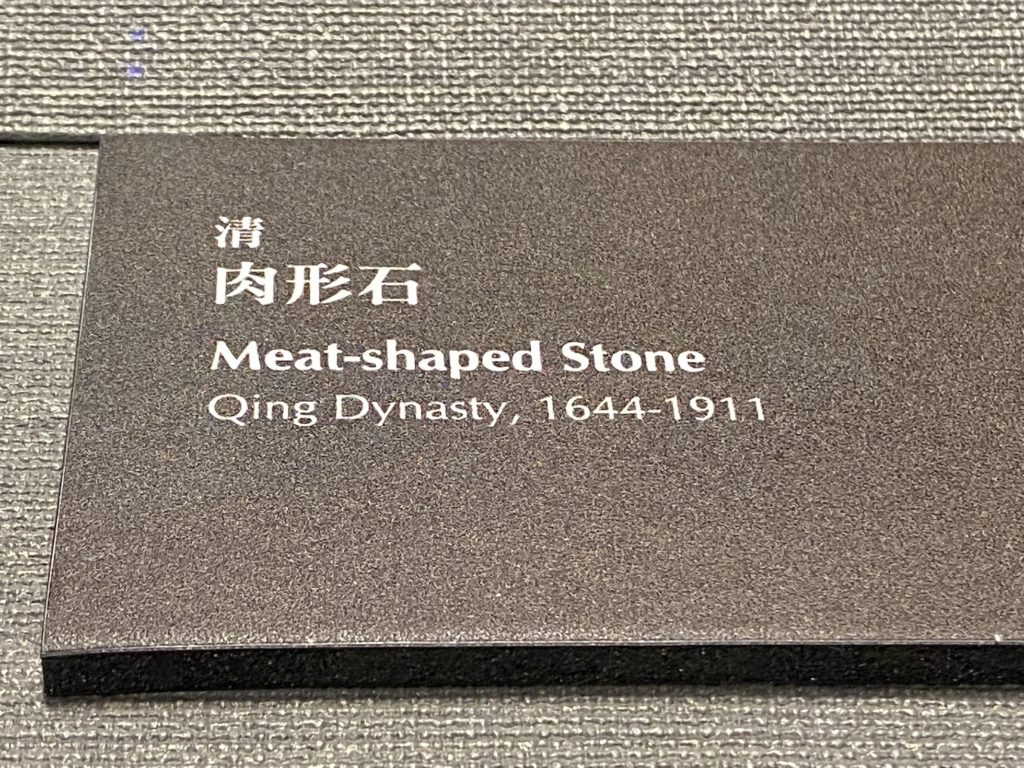 清
肉形石
Meat-shaped Stone
Qing Dynasty, 1644-1911